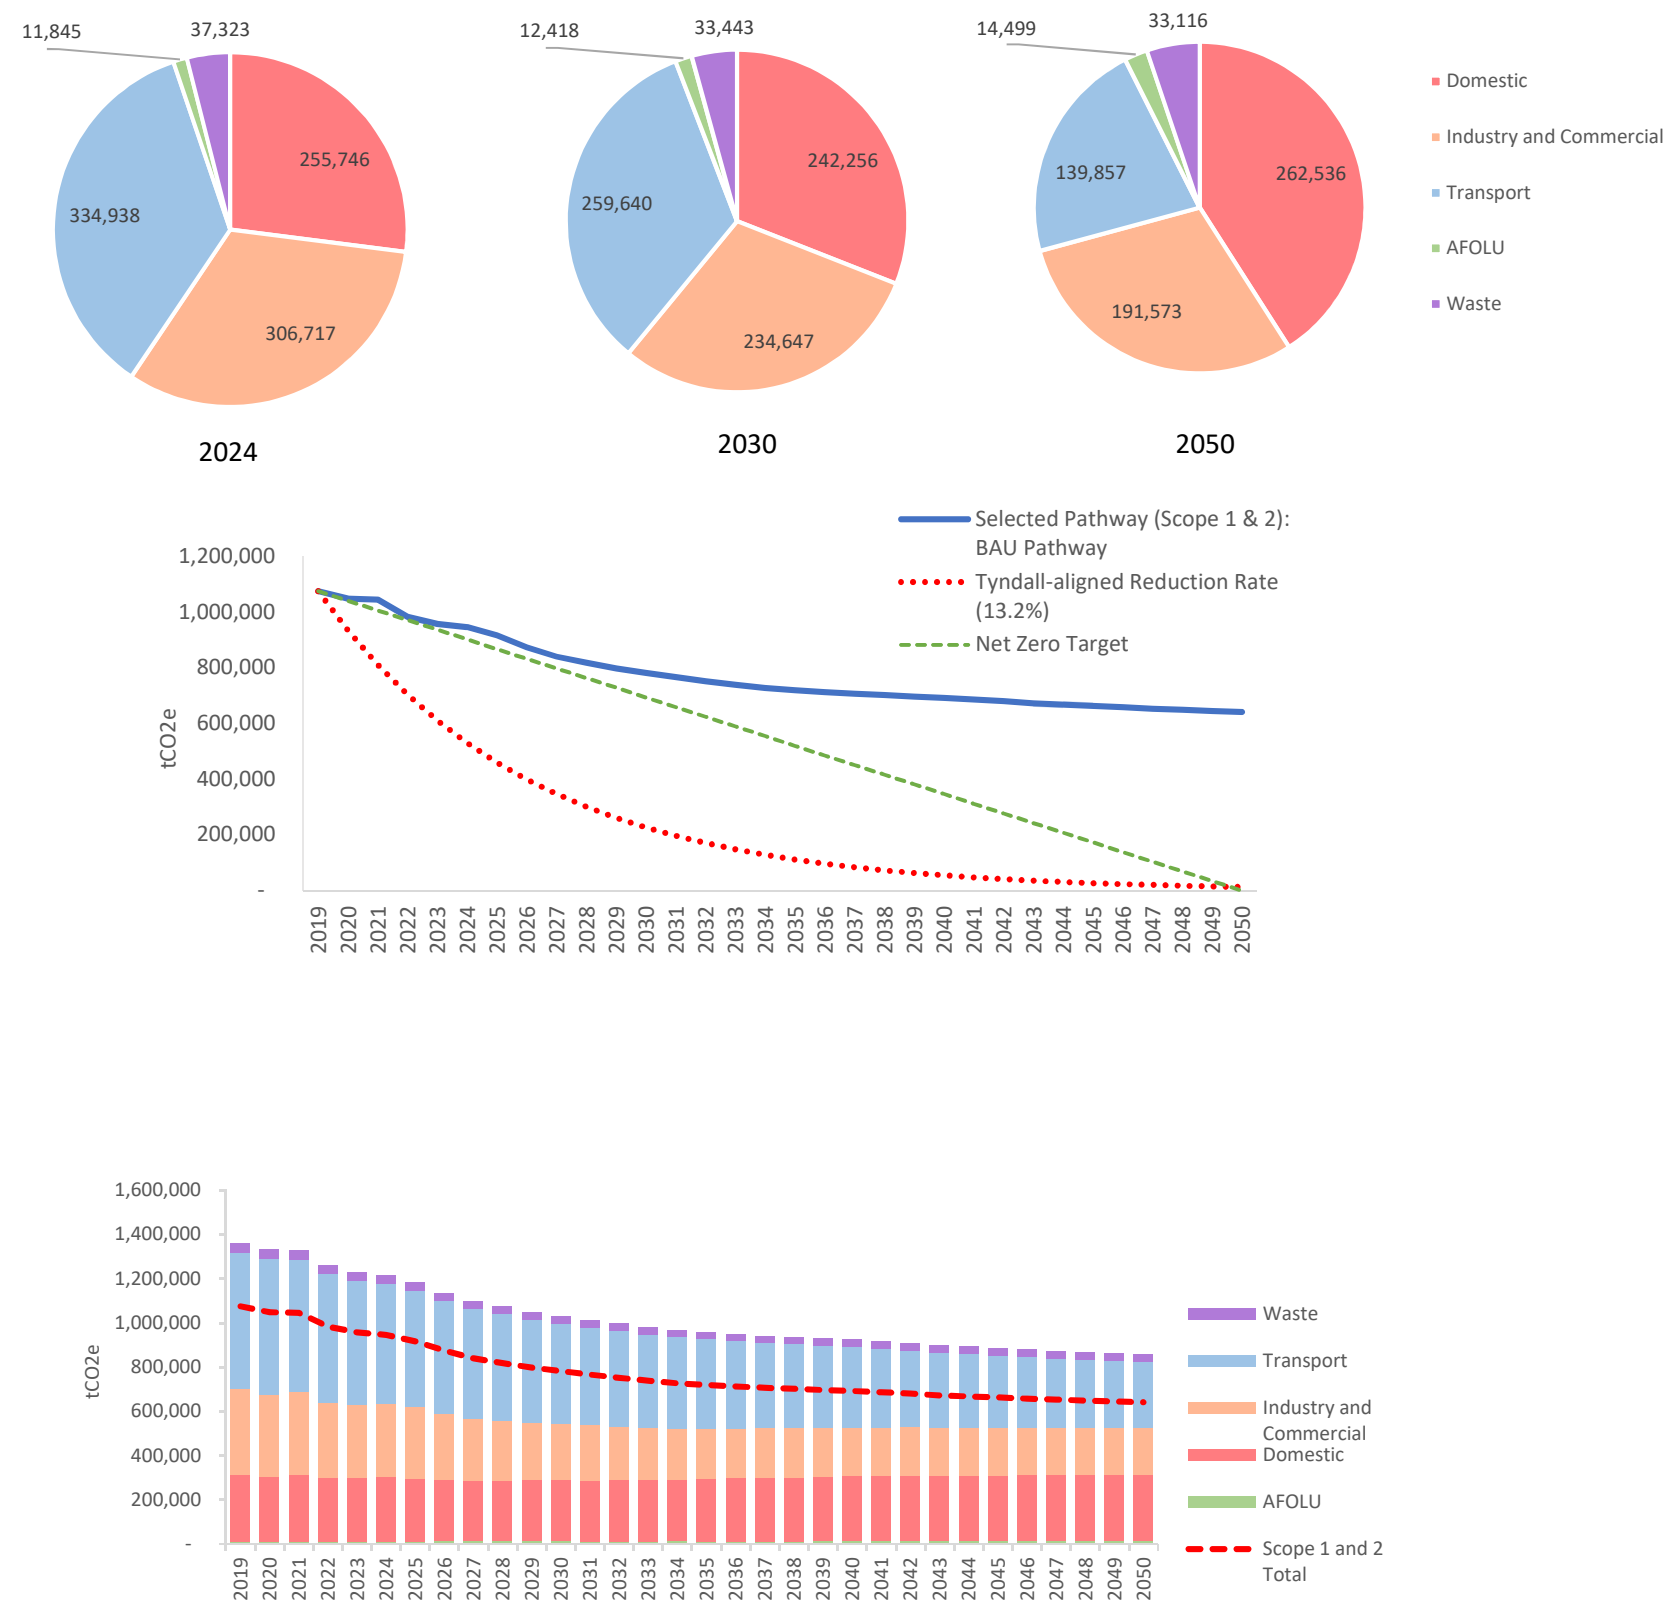 11,845
37,323
255,746
334,938
306,717
2024
12,418
33,443
242,256
259,640
234,647
2030
14,499
33,116
139,857
262,536
191,573
2050
Domestic
Industry and Commercial
Transport
AFOLU
Waste
Selected Pathway (Scope 1 & 2):
BAU Pathway
Tyndall-aligned Reduction Rate
(13.2%)
Net Zero Target
tCO2e
1,200,000
1,000,000
800,000
600,000
400,000
200,000
-
2019 2020 2021 2022 2023 2024 2025 2026 2027 2028 2029 2030 2031 2032 2033 2034 2035 2036 2037 2038 2039 2040 2041 2042 2043 2044 2045 2046 2047 2048 2049 2050
tCO2e
1,600,000
1,400,000
1,200,000
1,000,000
800,000
600,000
400,000
200,000
-
2019 2020 2021 2022 2023 2024 2025 2026 2027 2028 2029 2030 2031 2032 2033 2034 2035 2036 2037 2038 2039 2040 2041 2042 2043 2044 2045 2046 2047 2048 2049 2050
Waste
Transport
Industry and
Commercial
Domestic
AFOLU
Scope 1 and 2
Total